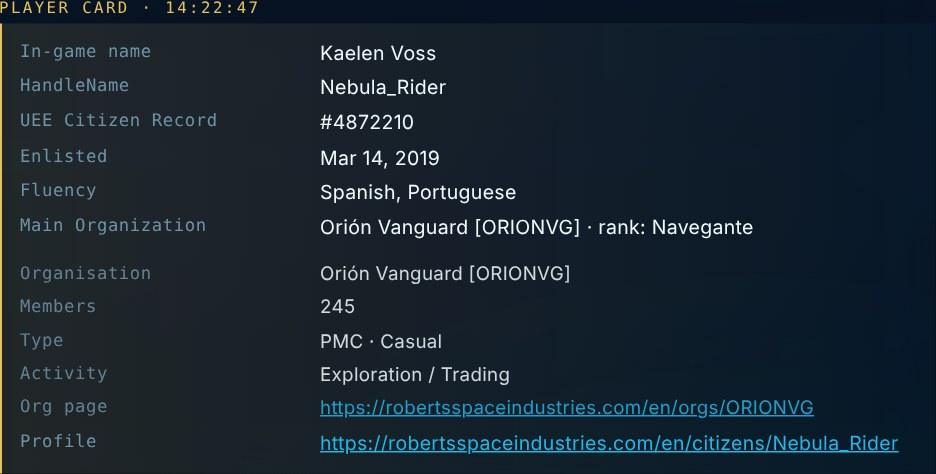 PLAYER CARD · 14:22:47
In-game name Kaelen Voss
HandleName Nebula_Rider
UEE Citizen Record #4872210
Enlisted Mar 14, 2019
Fluency Spanish, Portuguese
Main Organization Orión Vanguard [ORIONVG] · rank: Navegante
Organisation Orión Vanguard [ORIONVG]
Members 245
Type PMC · Casual
Activity Exploration / Trading
Org page https://robertsspaceindustries.com/en/orgs/ORIONVG
Profile https://robertsspaceindustries.com/en/citizens/Nebula_Rider